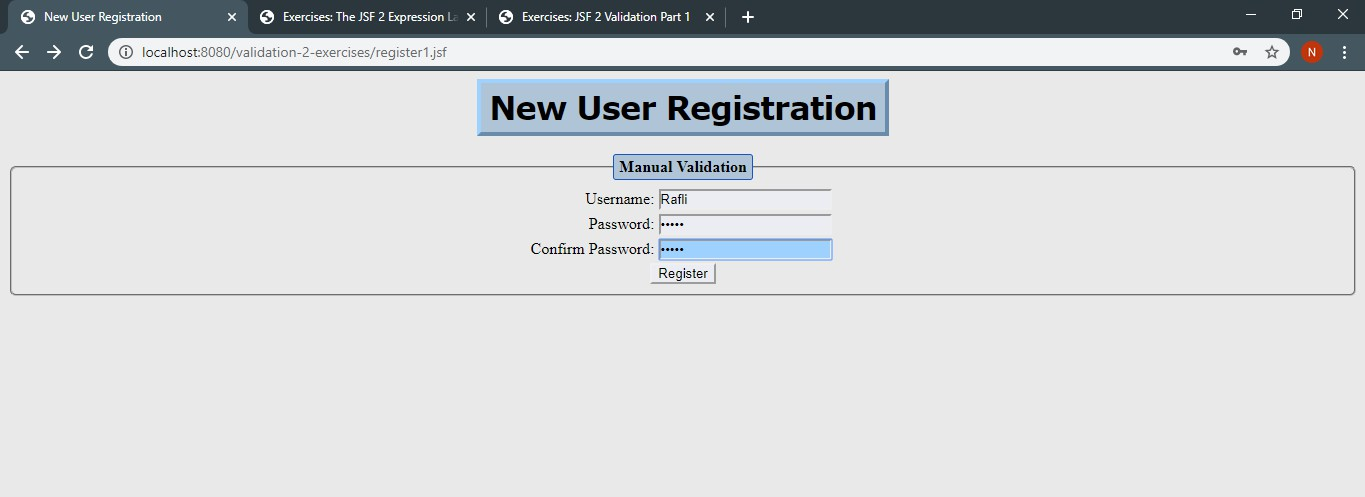 New User Registration
Exercises: The JSF 2 Expression La
Exercises: JSF 2 Validation Part 1
localhost:8080/validation-2-exercises/register1.jsf
N
New User Registration
Manual Validation
Username: Rafli
Password: •••••
Confirm Password: •••••
Register